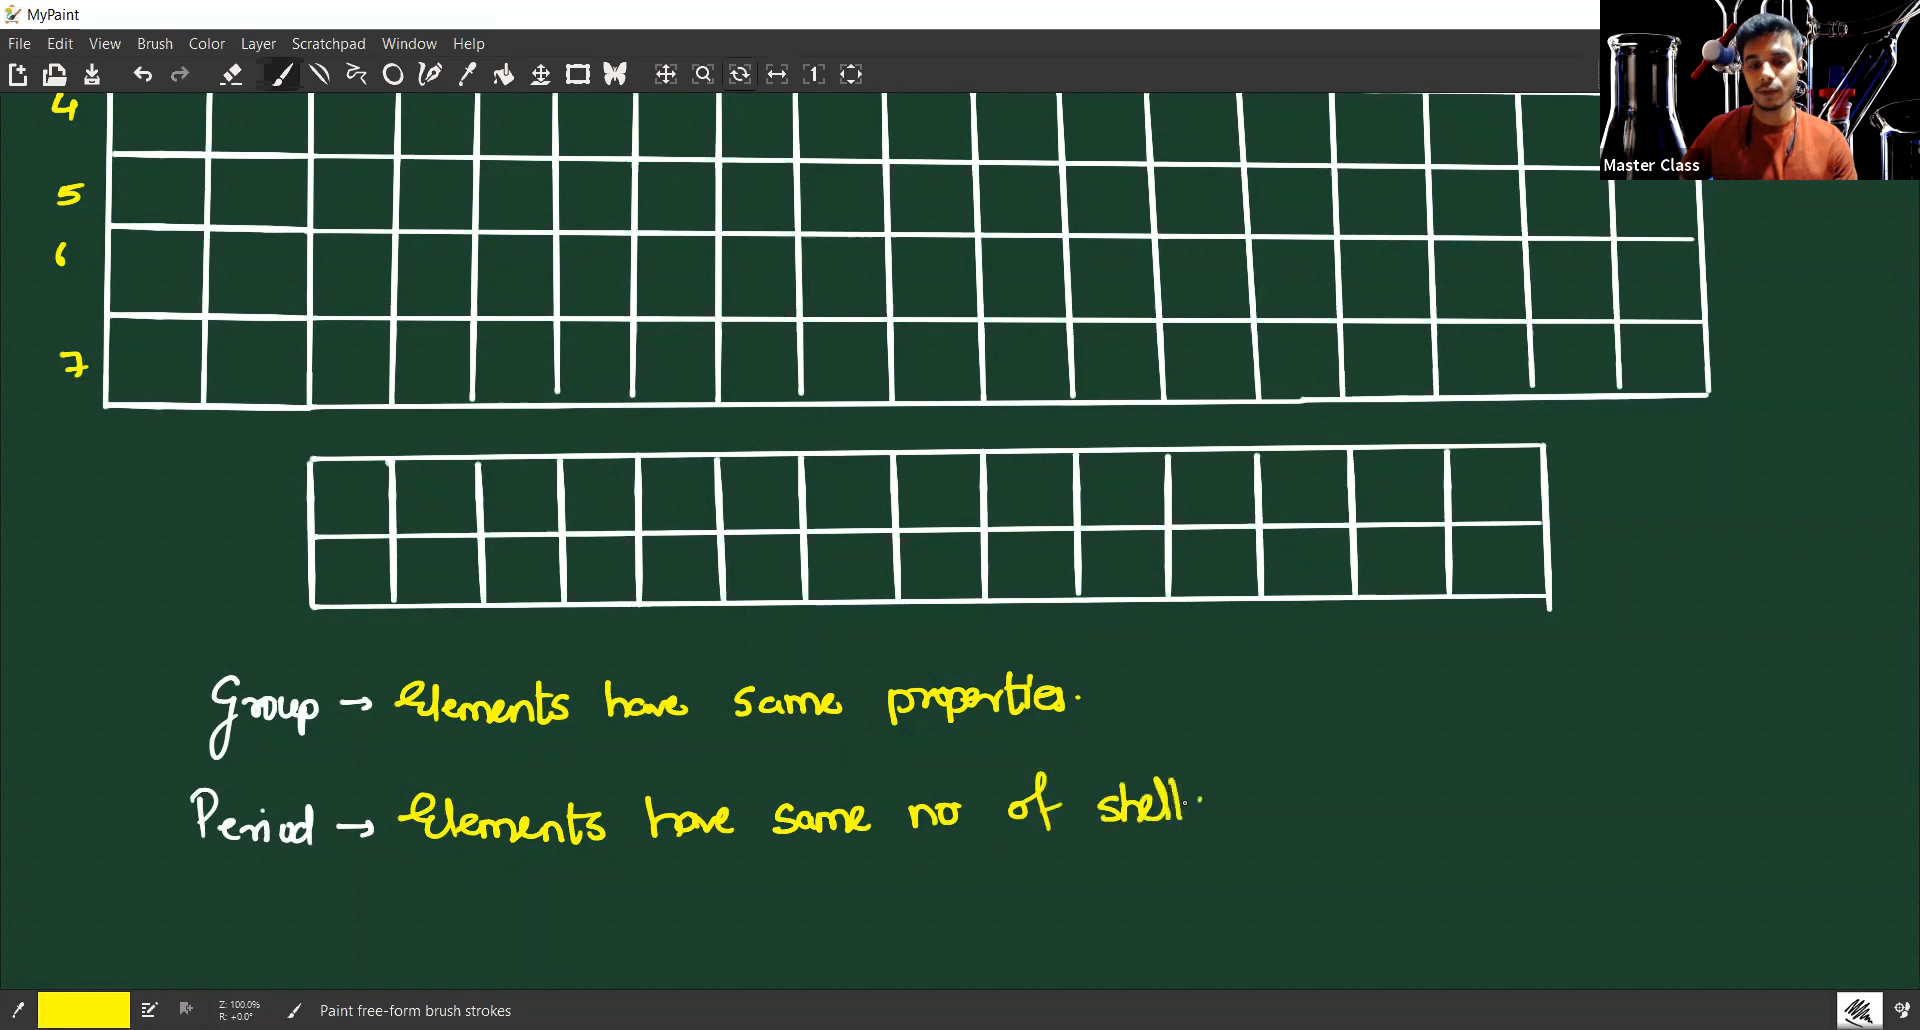 MyPaint
File Edit View Brush Color Layer Scratchpad Window Help
Master Class
4
5
6
7
Group → Elements have same properties.
Period → Elements have same no of shell.
Z: 100.0%
R: +0.0°
Paint free-form brush strokes